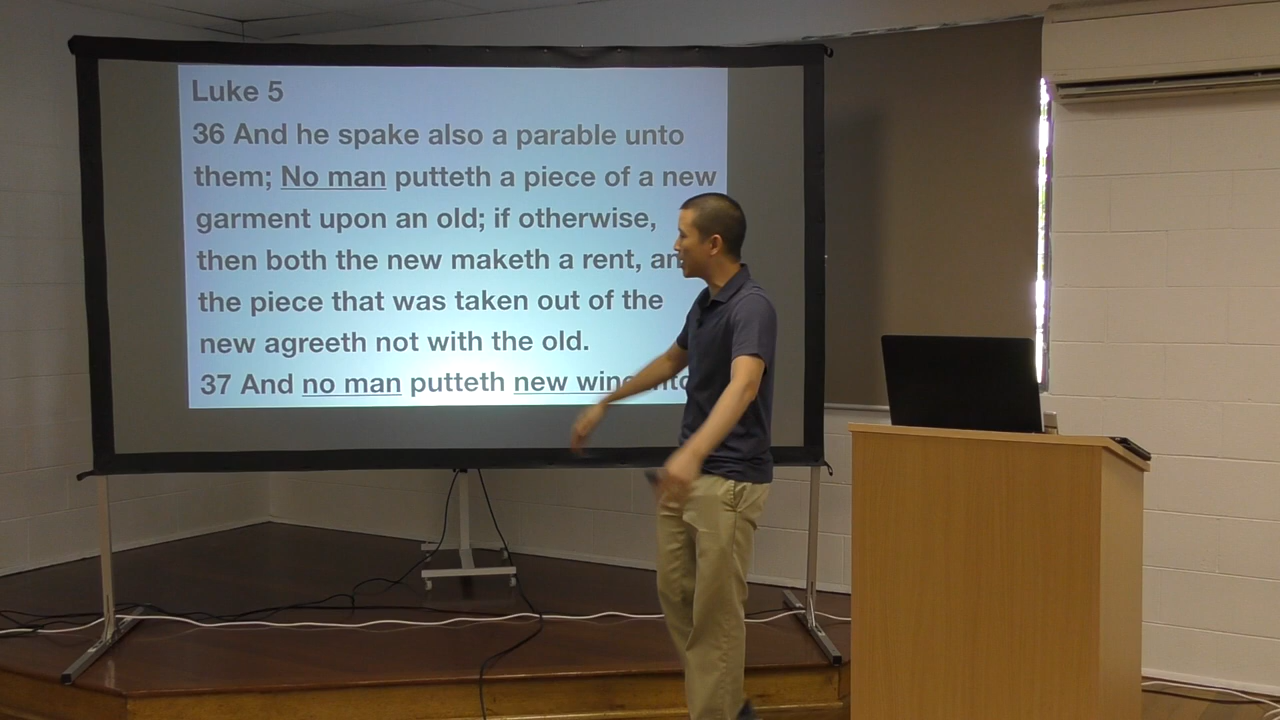 Luke 5
36 And he spake also a parable unto
them; No man putteth a piece of a new
garment upon an old; if otherwise,
then both the new maketh a rent,
the piece that was taken out of the
new agreeth not with the old.
37 And no man putteth new wine